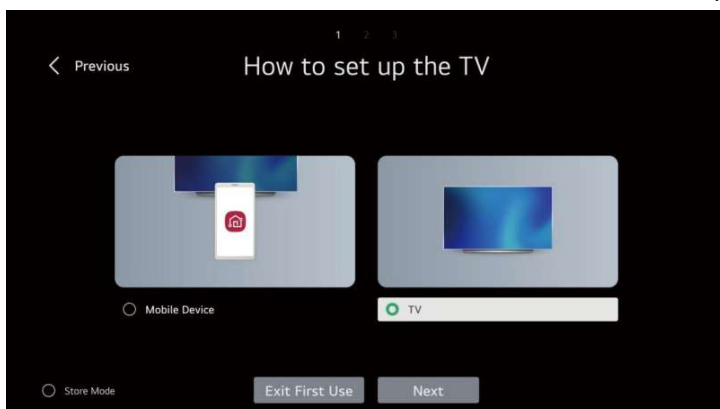 1 2 3
Previous
How to set up the TV
Mobile Device
TV
Store Mode
Exit First Use
Next